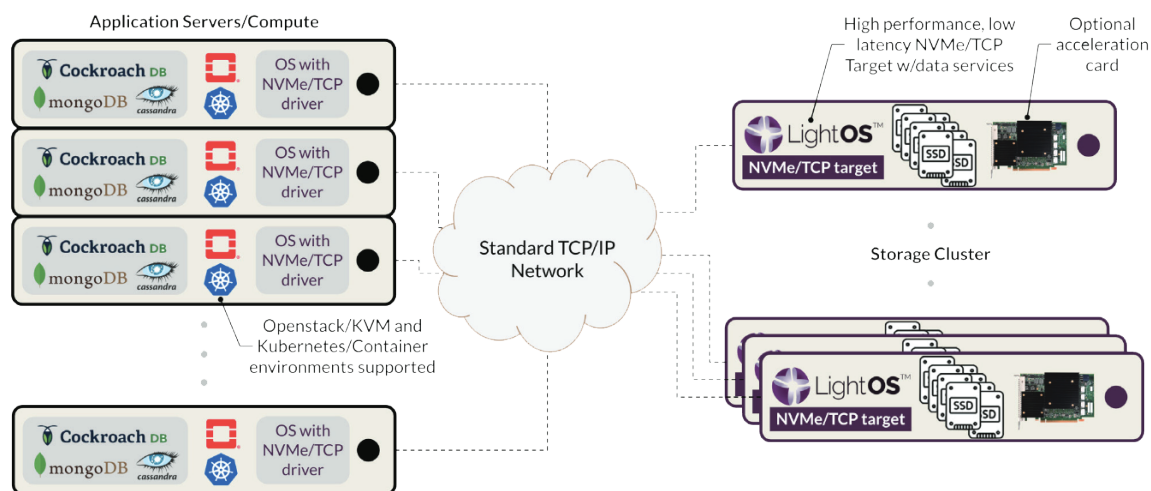 Application Servers/Compute
Cockroach DB
mongoDB
cassandra
OS with
NVMe/TCP
driver
Cockroach DB
mongoDB
cassandra
OS with
NVMe/TCP
driver
Cockroach DB
mongoDB
cassandra
OS with
NVMe/TCP
driver
Openstack/KVM and
Kubernetes/Container
environments supported
Cockroach DB
mongoDB
cassandra
OS with
NVMe/TCP
driver
Standard TCP/IP
Network
High performance, low
latency NVMe/TCP
Target w/data services
Optional
acceleration
card
LightOS™
NVMe/TCP target
SSD
SD
Storage Cluster
LightOS™
NVMe/TCP target
SSD
SD